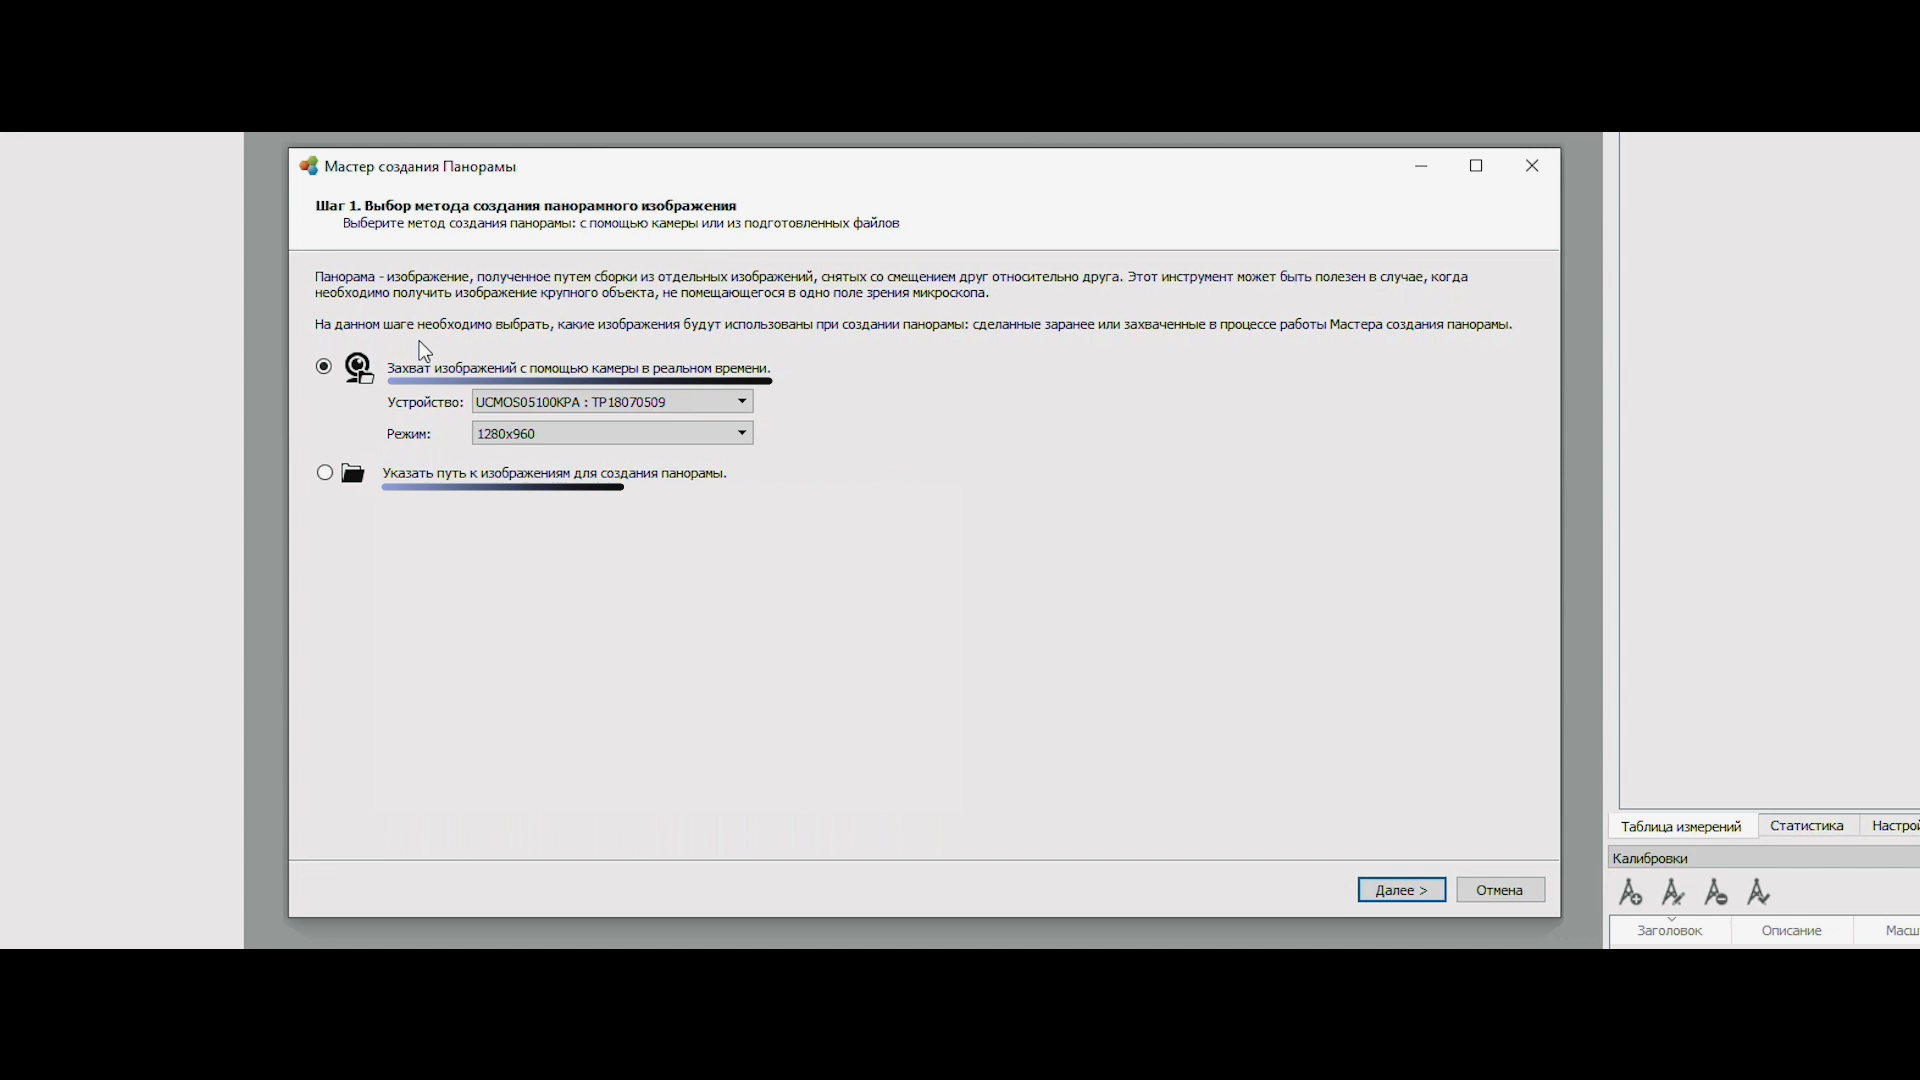 Мастер создания Панорамы
Шаг 1. Выбор метода создания панорамного изображения
Выберите метод создания панорамы: с помощью камеры или из подготовленных файлов
Панорама - изображение, полученное путем сборки из отдельных изображений, снятых со смещением друг относительно друга. Этот инструмент может быть полезен в случае, когда
необходимо получить изображение крупного объекта, не помещающегося в одно поле зрения микроскопа.
На данном шаге необходимо выбрать, какие изображения будут использованы при создании панорамы: сделанные заранее или захваченные в процессе работы Мастера создания панорамы.
Захват изображений с помощью камеры в реальном времени.
Устройство: UCMOS05100KPA : TP18070509
Режим: 1280x960
Указать путь к изображениям для создания панорамы.
Далее > Отмена
Таблица измерений Статистика Настрой
Калибровки
Заголовок Описание Масш